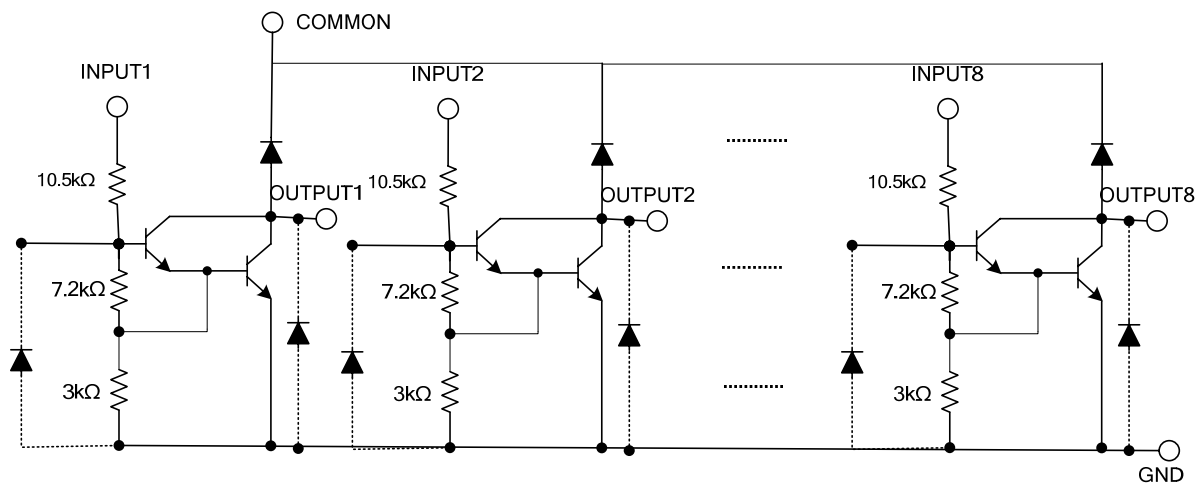 COMMON
INPUT1
INPUT2
INPUT8
10.5kΩ
10.5kΩ
10.5kΩ
OUTPUT1
OUTPUT2
OUTPUT8
7.2kΩ
7.2kΩ
7.2kΩ
3kΩ
3kΩ
3kΩ
GND